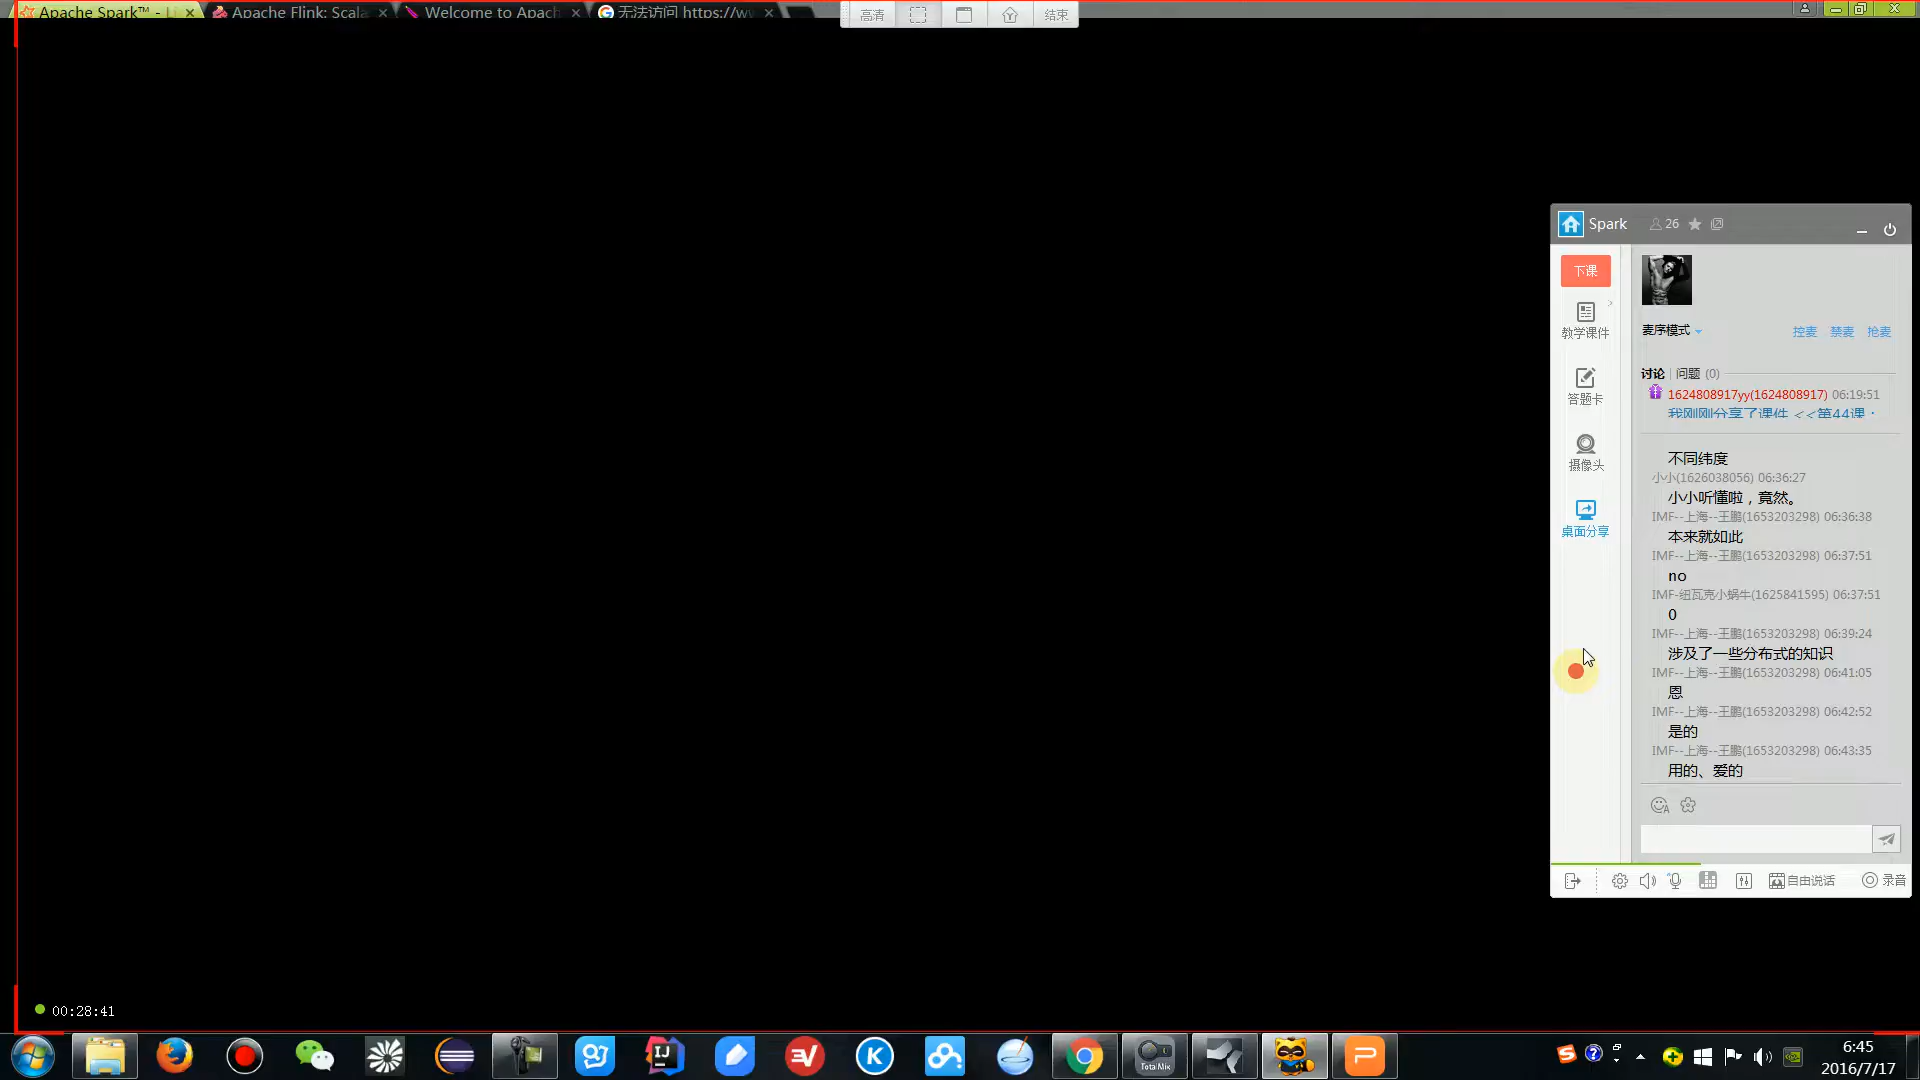 Apache Spark™ - Li
Apache Flink: Scala
Welcome to Apach
无法访问 https://ww
高清
结束
Spark
26
下课
教学课件
答题卡
摄像头
桌面分享
麦序模式
控麦 禁麦 抢麦
讨论 | 问题 (0)
1624808917yy(1624808917) 06:19:51
我刚刚分享了课件 <<第44课：
不同纬度
小小(1626038056) 06:36:27
小小听懂啦，竟然。
IMF--上海--王鹏(1653203298) 06:36:38
本来就如此
IMF--上海--王鹏(1653203298) 06:37:51
no
IMF-纽瓦克小蜗牛(1625841595) 06:37:51
0
IMF--上海--王鹏(1653203298) 06:39:24
涉及了一些分布式的知识
IMF--上海--王鹏(1653203298) 06:41:05
恩
IMF--上海--王鹏(1653203298) 06:42:52
是的
IMF--上海--王鹏(1653203298) 06:43:35
用的、爱的
自由说话
录音
00:28:41
TotalMix
6:45
2016/7/17